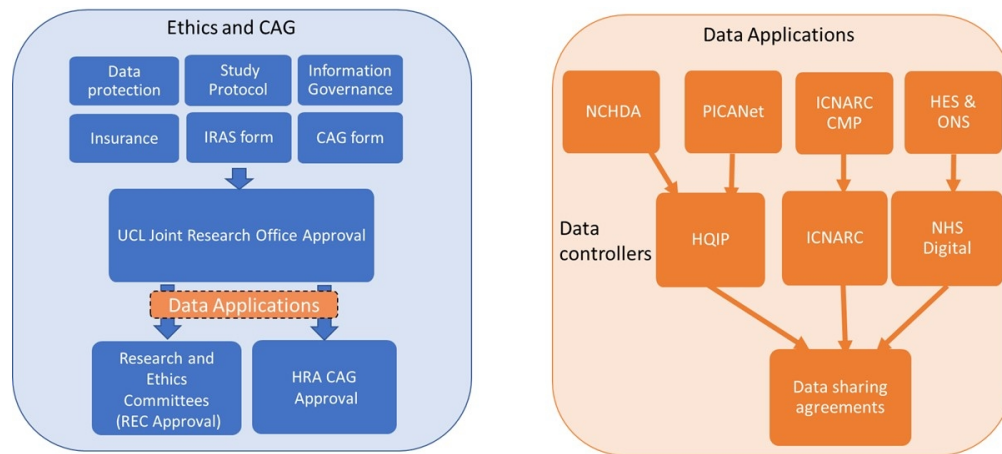 Ethics and CAG
Data
protection
Study
Protocol
Information
Governance
Insurance
IRAS form
CAG form
UCL Joint Research Office Approval
Data Applications
Research and
Ethics
Committees
(REC Approval)
HRA CAG
Approval
Data Applications
NCHDA
PICANet
ICNARC
CMP
HES &
ONS
Data
controllers
HQIP
ICNARC
NHS
Digital
Data sharing
agreements